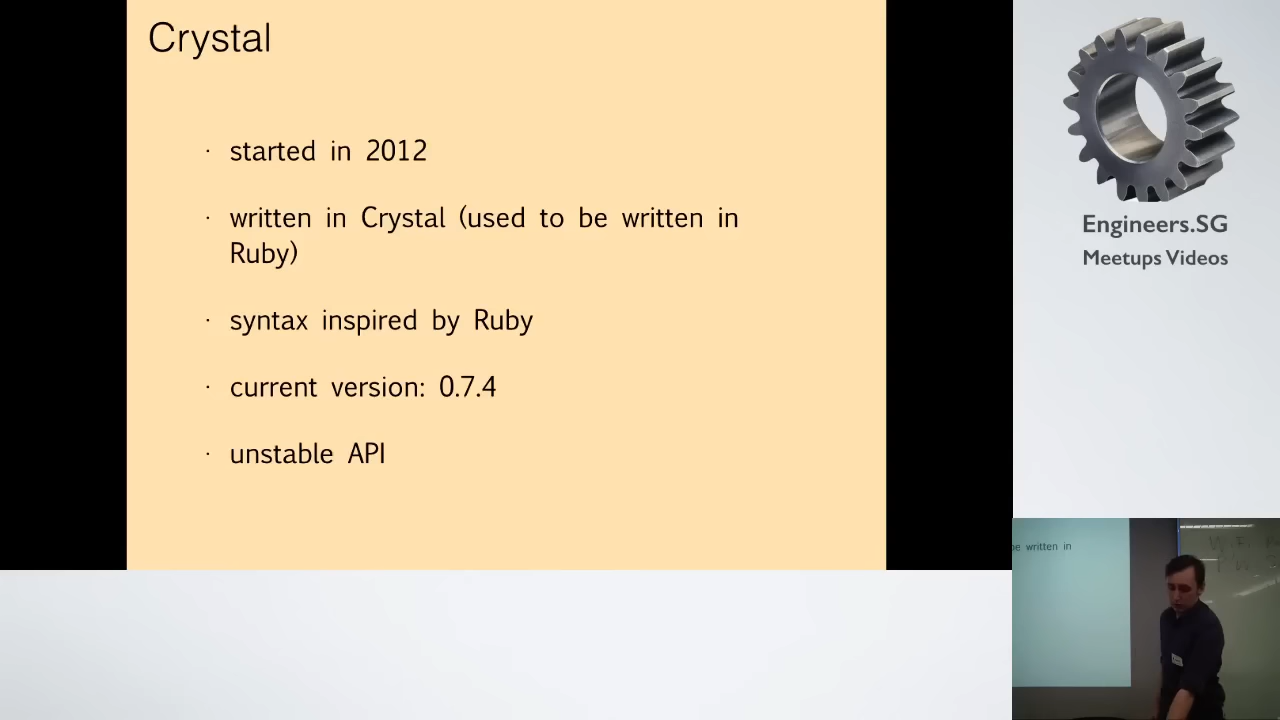 Crystal
· started in 2012
· written in Crystal (used to be written in
Ruby)
· syntax inspired by Ruby
· current version: 0.7.4
· unstable API
Engineers.SG
Meetups Videos
be written in